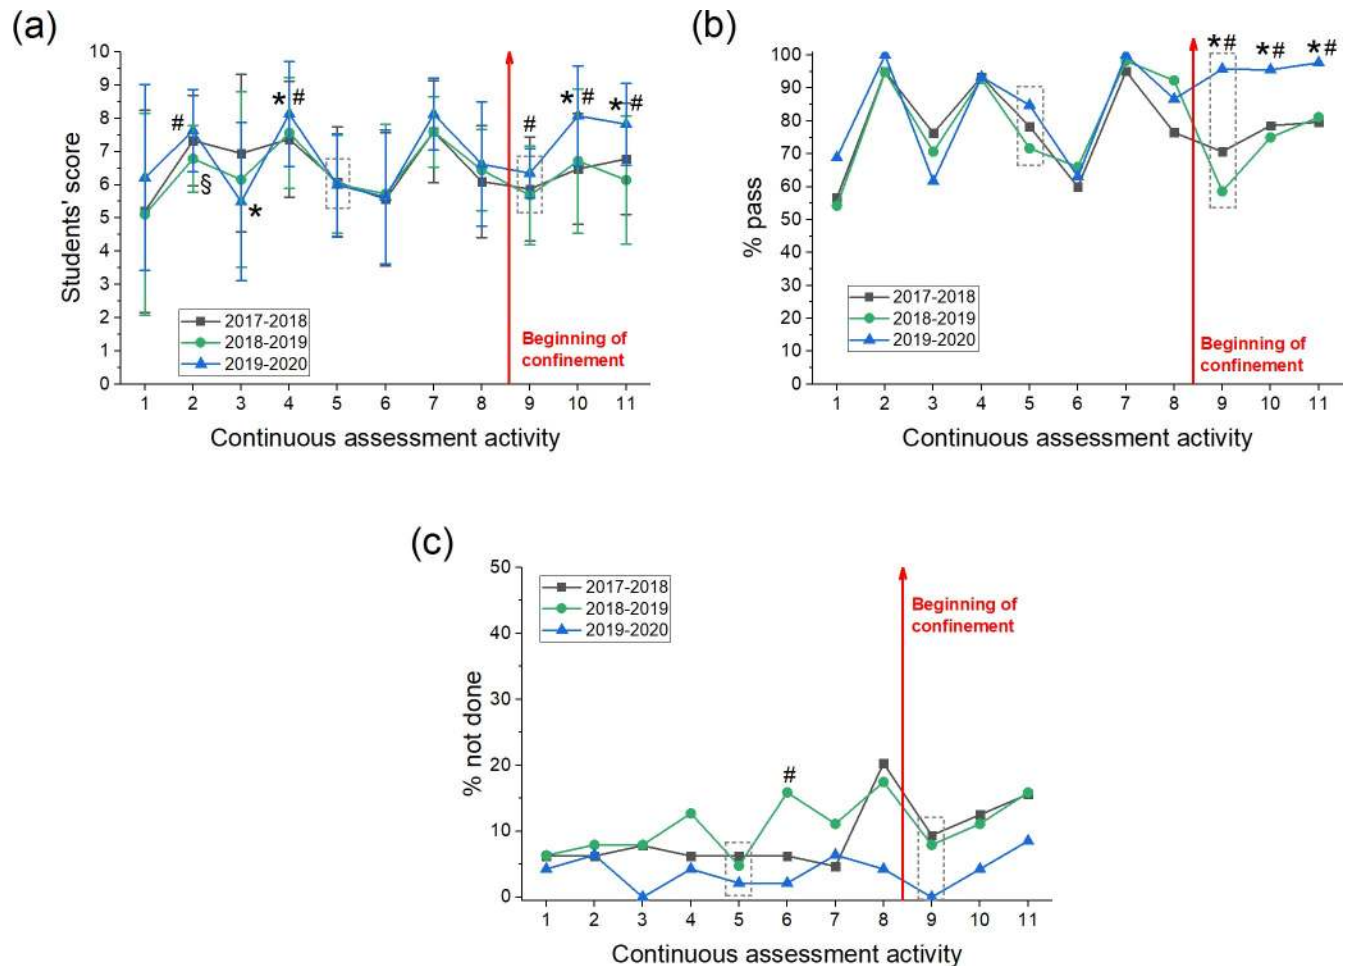 (a)
10
9
8
7
6
5
4
3
2
1
0
Students' score
# § * *# # *# *#
2017-2018
2018-2019
2019-2020
Beginning of
confinement
1 2 3 4 5 6 7 8 9 10 11
Continuous assessment activity
(b)
100
90
80
70
60
50
40
30
20
10
0
% pass
*# *# *#
2017-2018
2018-2019
2019-2020
Beginning of
confinement
1 2 3 4 5 6 7 8 9 10 11
Continuous assessment activity
(c)
50
40
30
20
10
0
% not done
2017-2018
2018-2019
2019-2020
Beginning of
confinement
#
1 2 3 4 5 6 7 8 9 10 11
Continuous assessment activity